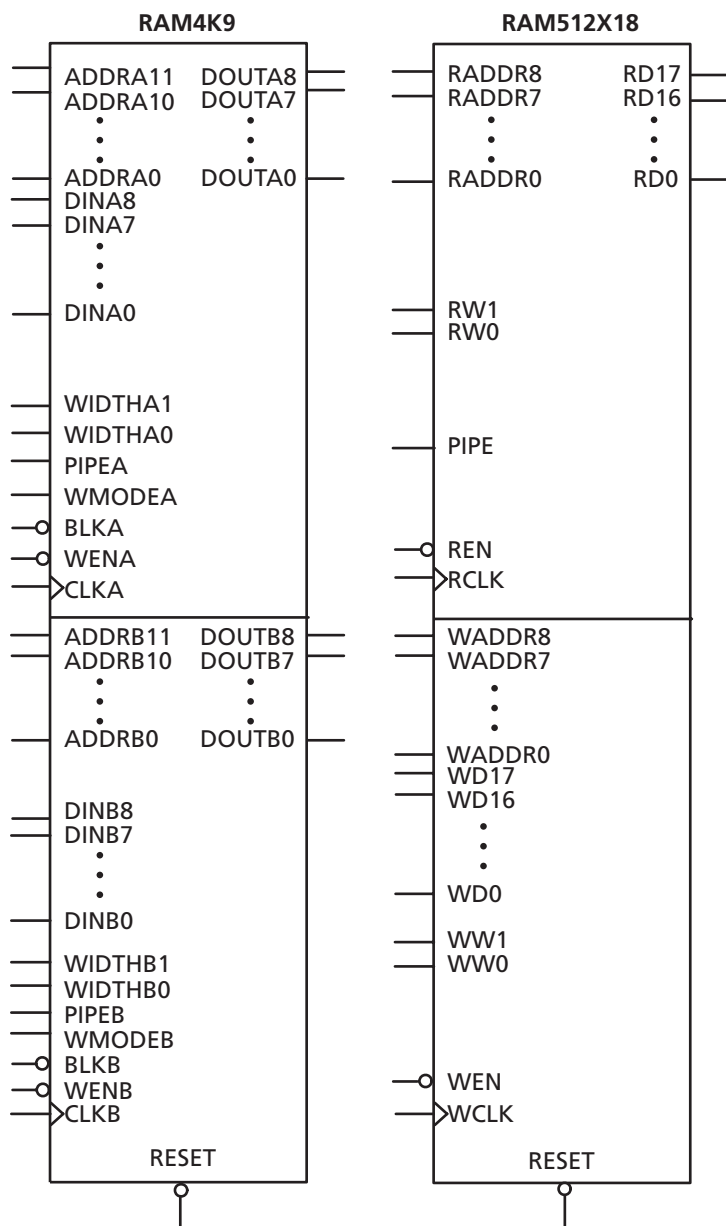 RAM4K9
ADDRA11 DOUTA8
ADDRA10 DOUTA7
ADDRA0 DOUTA0
DINA8
DINA7
DINA0
WIDTHA1
WIDTHA0
PIPEA
WMODEA
BLKA
WENA
CLKA
ADDRB11 DOUTB8
ADDRB10 DOUTB7
ADDRB0 DOUTB0
DINB8
DINB7
DINB0
WIDTHB1
WIDTHB0
PIPEB
WMODEB
BLKB
WENB
CLKB
RESET
RAM512X18
RADDR8 RD17
RADDR7 RD16
RADDR0 RD0
RW1
RW0
PIPE
REN
RCLK
WADDR8
WADDR7
WADDR0
WD17
WD16
WD0
WW1
WW0
WEN
WCLK
RESET